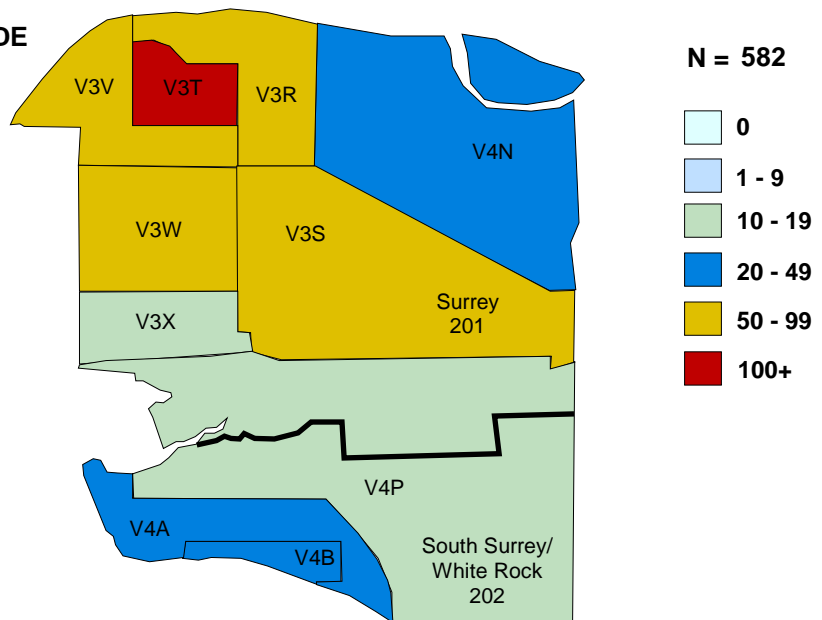 DE
N = 582
0
1 - 9
10 - 19
20 - 49
50 - 99
100+
V3V
V3T
V3R
V4N
V3W
V3S
V3X
Surrey
201
V4P
V4A
V4B
South Surrey/
White Rock
202